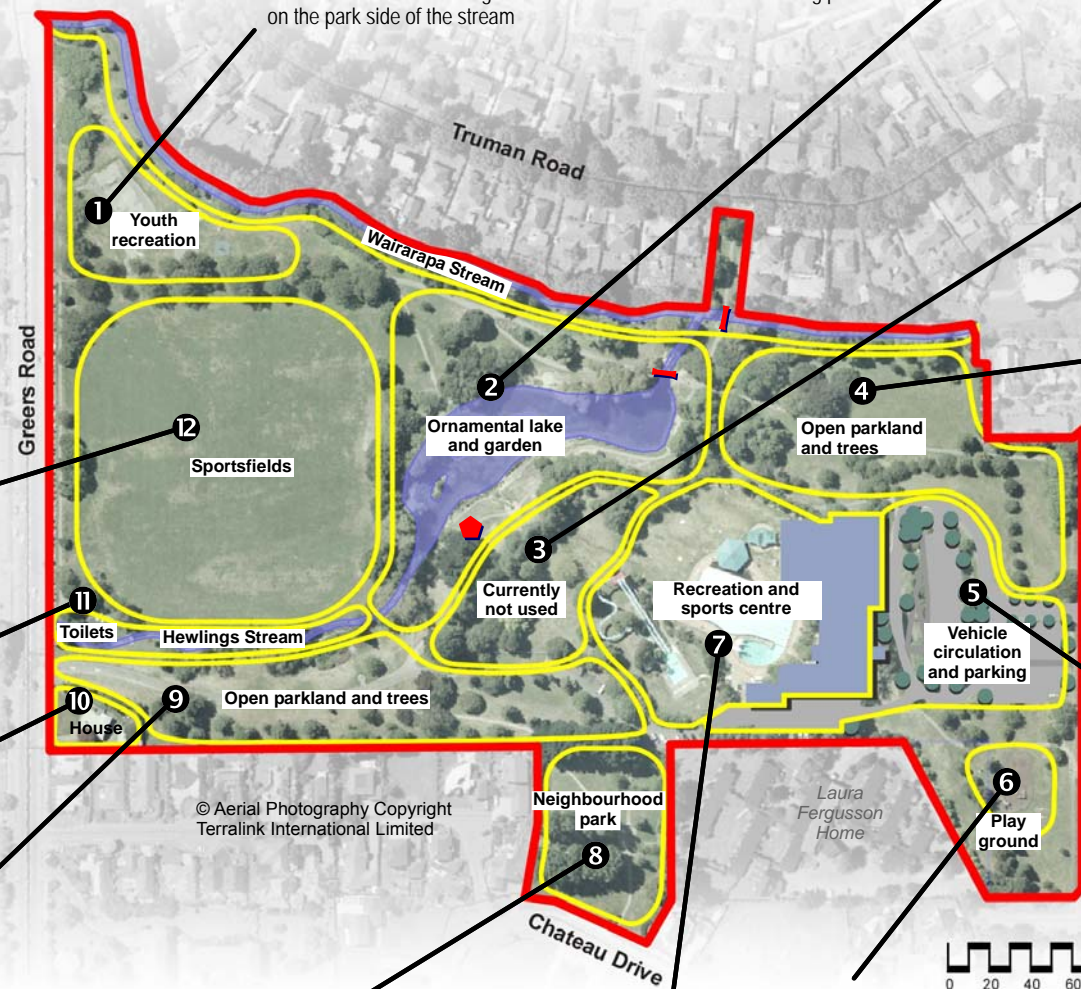 on the park side of the stream
Truman Road
1
Youth
recreation
Wairarapa Stream
Greers Road
2
Ornamental lake
and garden
4
Open parkland
and trees
12
Sportsfields
3
Currently
not used
Recreation and
sports centre
7
5
Vehicle
circulation
and parking
11
Toilets
Hewlings Stream
10
House
9
Open parkland and trees
© Aerial Photography Copyright
Terralink International Limited
Neighbourhood
park
8
Laura
Fergusson
Home
6
Play
ground
Chateau Drive
0 20 40 60